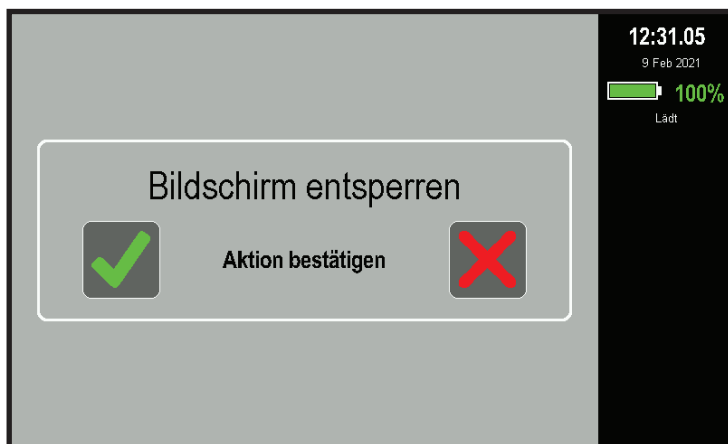 Bildschirm entsperren
Aktion bestätigen
12:31.05
9 Feb 2021
100%
Lädt